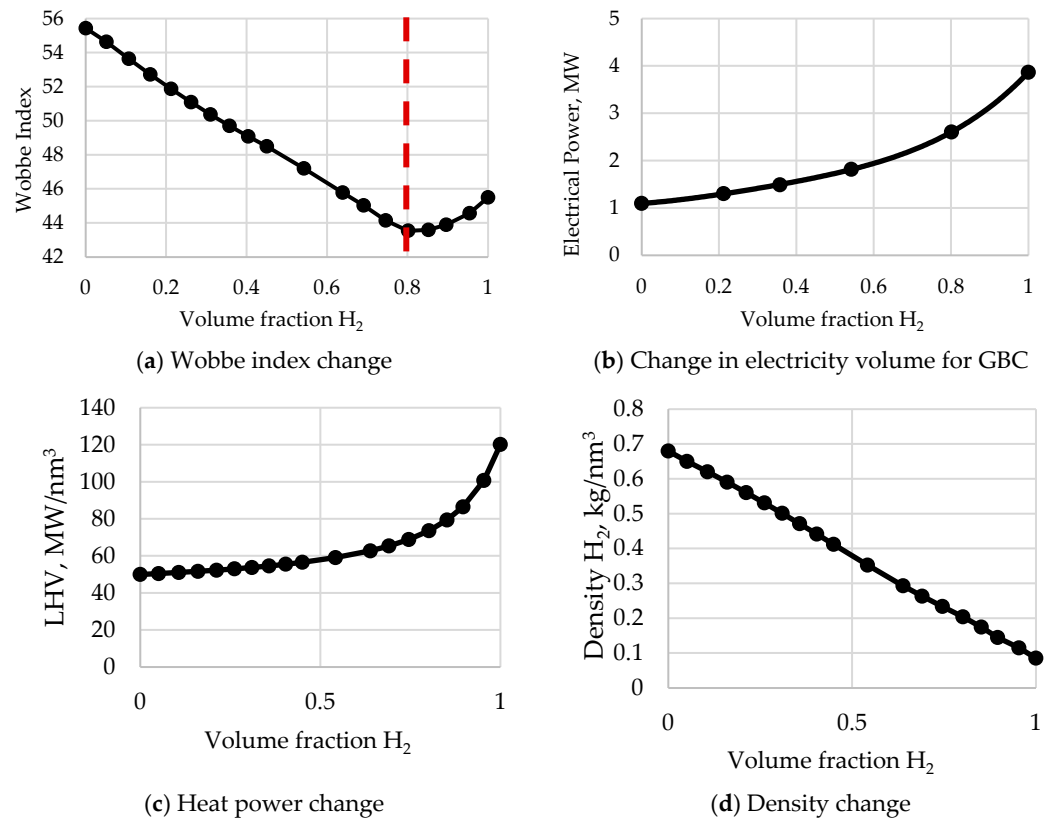 56
54
52
50
48
46
44
42
Wobbe Index
0 0.2 0.4 0.6 0.8 1
Volume fraction H₂
(a) Wobbe index change
5
4
3
2
1
0
Electrical Power, MW
0 0.2 0.4 0.6 0.8 1
Volume fraction H₂
(b) Change in electricity volume for GBC
140
120
100
80
60
40
20
0
LHV, MW/nm³
0 0.5 1
Volume fraction H₂
(c) Heat power change
0.8
0.7
0.6
0.5
0.4
0.3
0.2
0.1
0
Density H₂, kg/nm³
0 0.5 1
Volume fraction H₂
(d) Density change